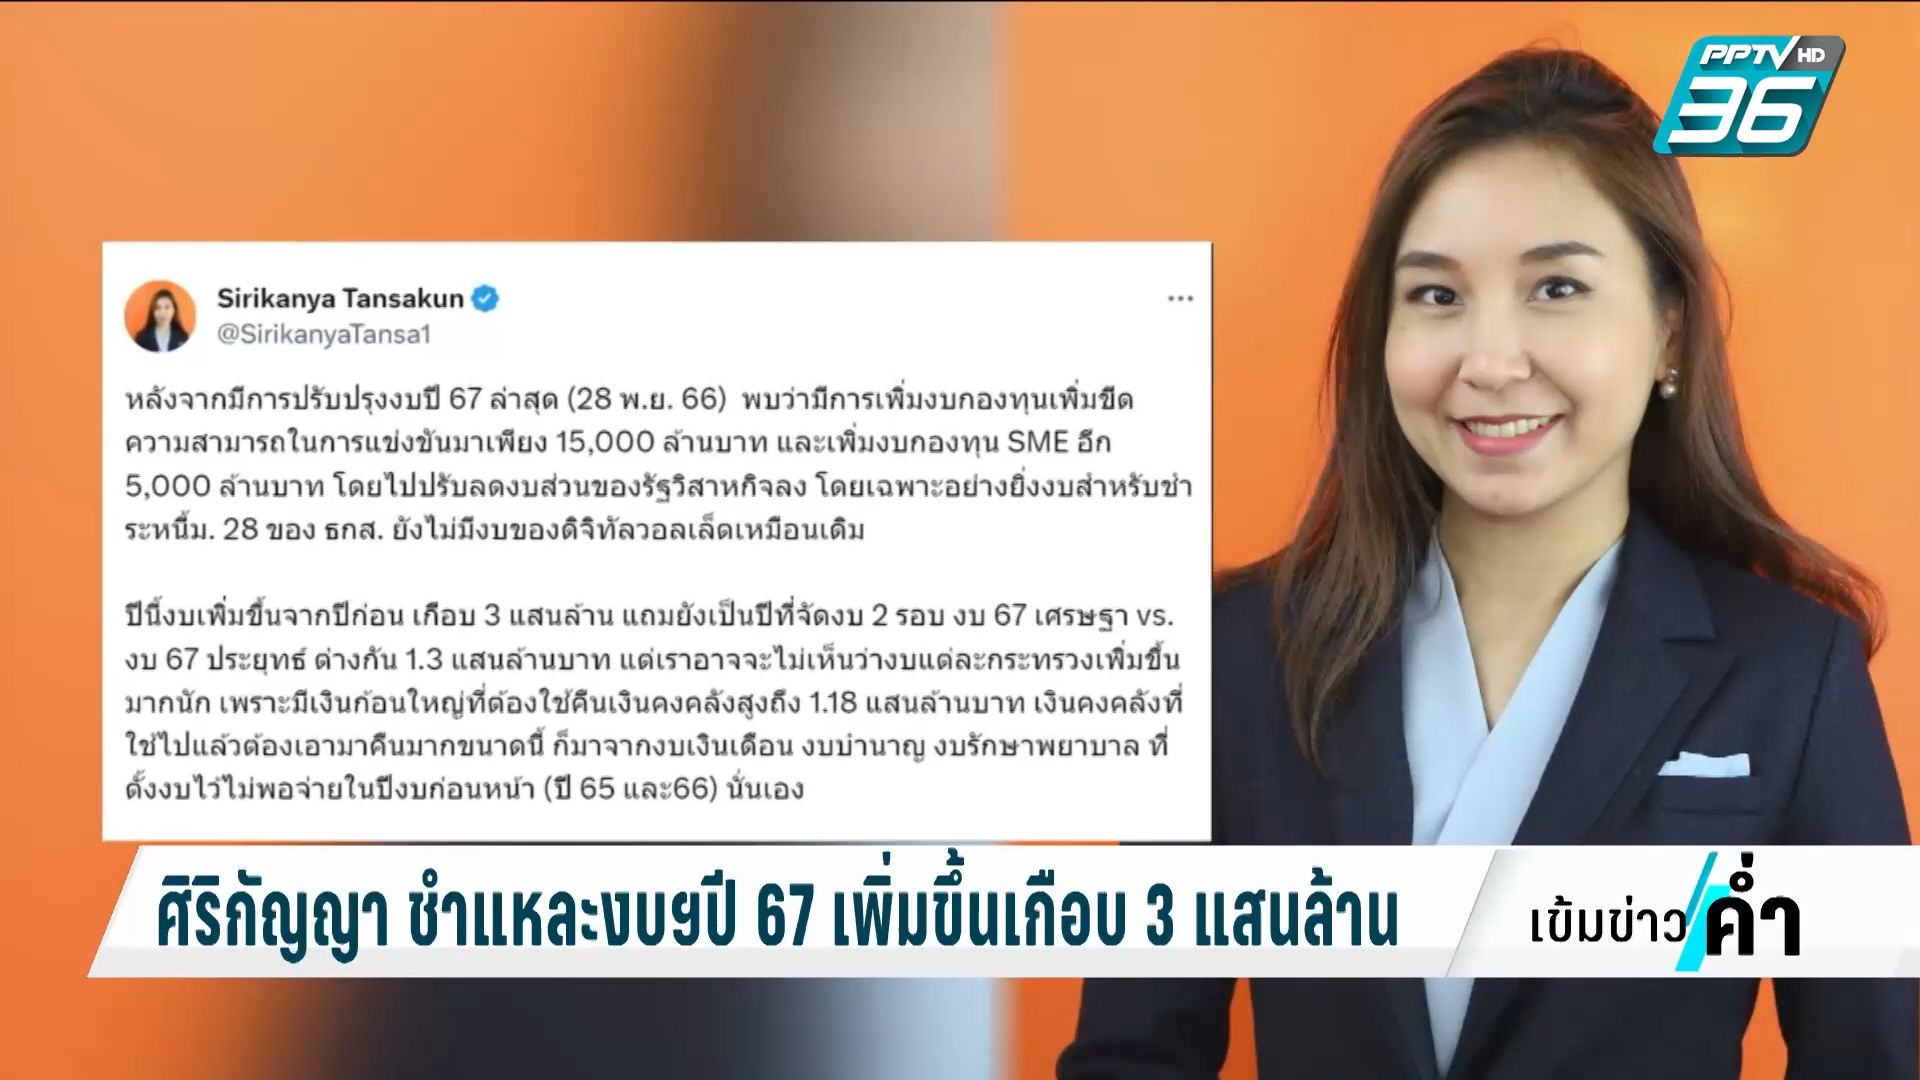 PPTV HD
36
Sirikanya Tansakun
@SirikanyaTansa1
หลังจากมีการปรับปรุงงบปี 67 ล่าสุด (28 พ.ย. 66) พบว่ามีการเพิ่มงบกองทุนเพิ่มขีด
ความสามารถในการแข่งขันมาเพียง 15,000 ล้านบาท และเพิ่มงบกองทุน SME อีก
5,000 ล้านบาท โดยไปปรับลดงบส่วนของรัฐวิสาหกิจลง โดยเฉพาะอย่างยิ่งงบสำหรับชำ
ระหนี้ม. 28 ของ ธกส. ยังไม่มีงบของดิจิทัลวอลเล็ตเหมือนเดิม
ปีนี้งบเพิ่มขึ้นจากปีก่อน เกือบ 3 แสนล้าน แถมยังเป็นปีที่จัดงบ 2 รอบ งบ 67 เศรษฐา vs.
งบ 67 ประยุทธ์ ต่างกัน 1.3 แสนล้านบาท แต่เราอาจจะไม่เห็นว่างบแต่ละกระทรวงเพิ่มขึ้น
มากนัก เพราะมีเงินก้อนใหญ่ที่ต้องใช้คืนเงินคงคลังสูงถึง 1.18 แสนล้านบาท เงินคงคลังที่
ใช้ไปแล้วต้องเอามาคืนมากขนาดนี้ ก็มาจากงบเงินเดือน งบบำนาญ งบรักษาพยาบาล ที่
ตั้งงบไว้ไม่พอจ่ายในปีงบก่อนหน้า (ปี 65 และ66) นั่นเอง
ศิริกัญญา ชำแหละงบฯปี 67 เพิ่มขึ้นเกือบ 3 แสนล้าน
เข้มข่าวค่ำ